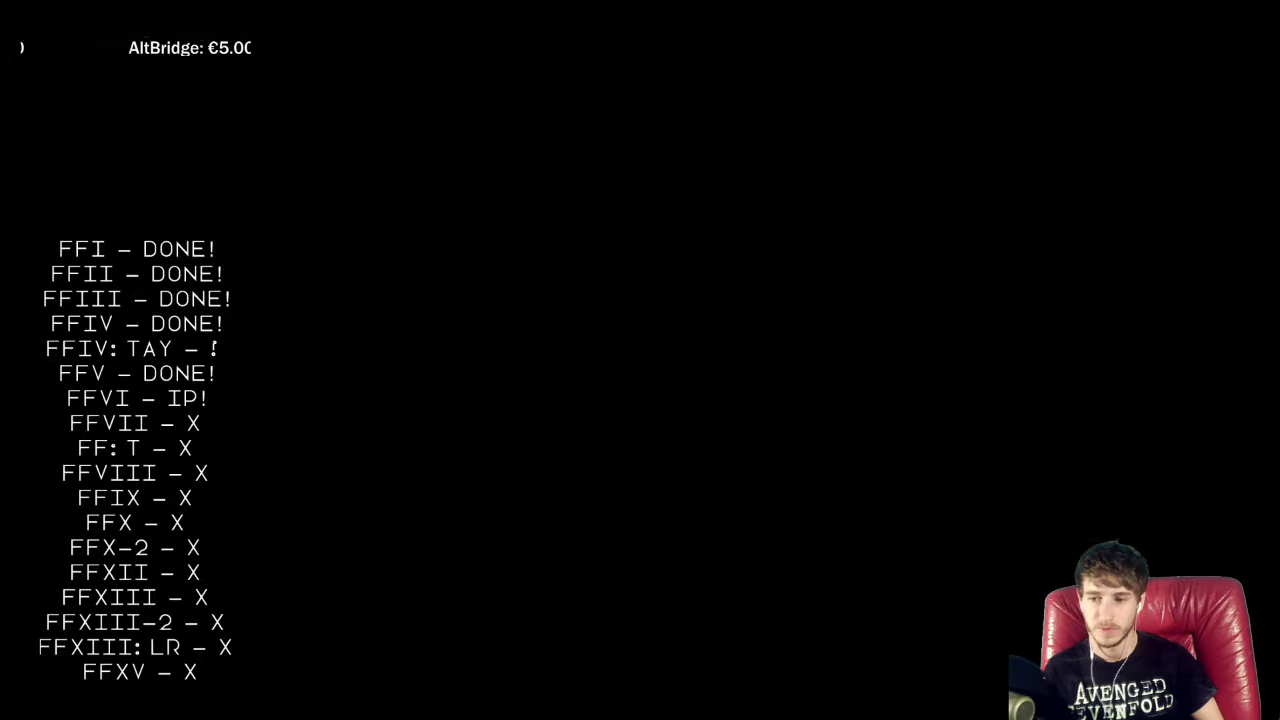 ) AltBridge: €5.00
FFI – DONE!
FFII – DONE!
FFIII – DONE!
FFIV – DONE!
FFIV: TAY – !
FFV – DONE!
FFVI – IP!
FFVII – X
FF: T – X
FFVIII – X
FFIX – X
FFX – X
FFX-2 – X
FFXII – X
FFXIII – X
FFXIII-2 – X
FFXIII: LR – X
FFXV – X
AVENGED
SEVENFOLD